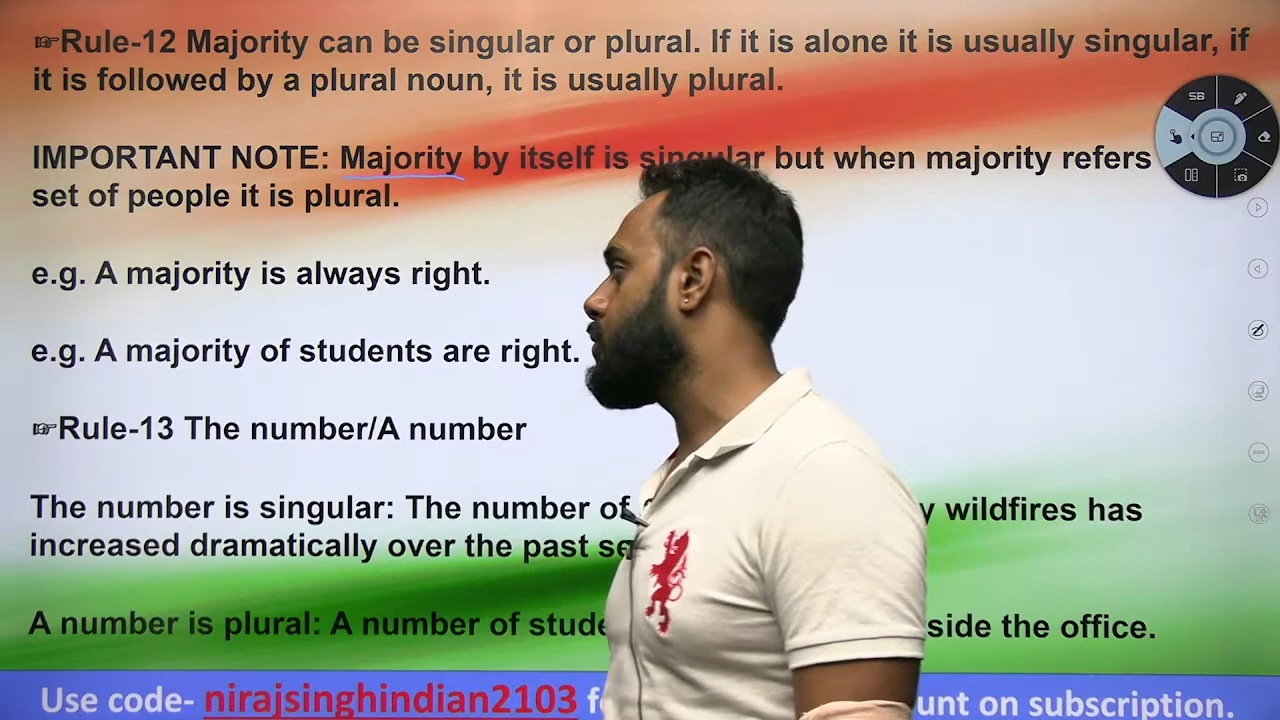 ☞Rule-12 Majority can be singular or plural. If it is alone it is usually singular, if
it is followed by a plural noun, it is usually plural.
IMPORTANT NOTE: Majority by itself is singular but when majority refers
set of people it is plural.
e.g. A majority is always right.
e.g. A majority of students are right.
☞Rule-13 The number/A number
The number is singular: The number of wildfires has
increased dramatically over the past
A number is plural: A number of the office.
Use code- nirajsinghindian2103 on subscription.
SB